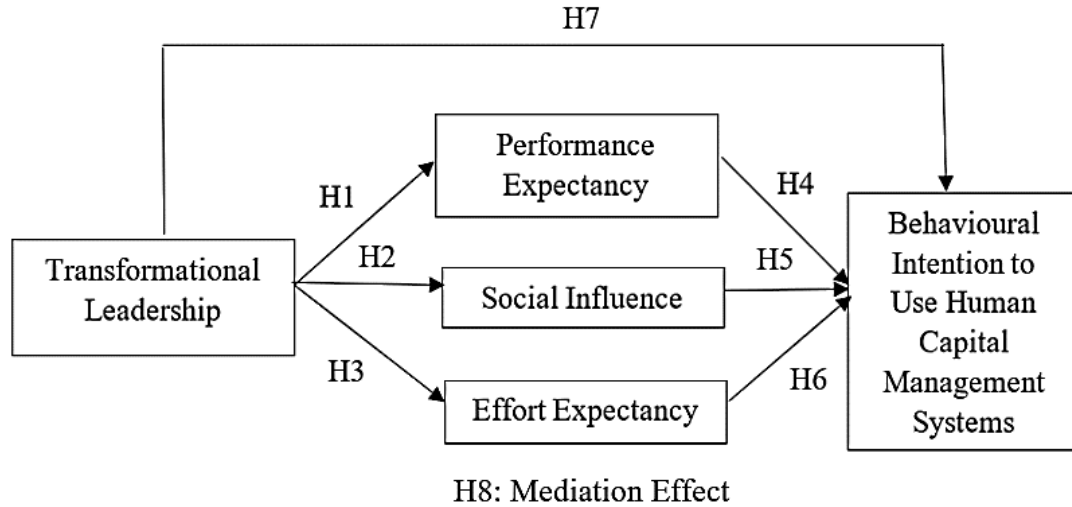 H7
Performance
Expectancy
H1
H4
Transformational
Leadership
H2
Social Influence
H5
Behavioural
Intention to
Use Human
Capital
Management
Systems
H3
Effort Expectancy
H6
H8: Mediation Effect